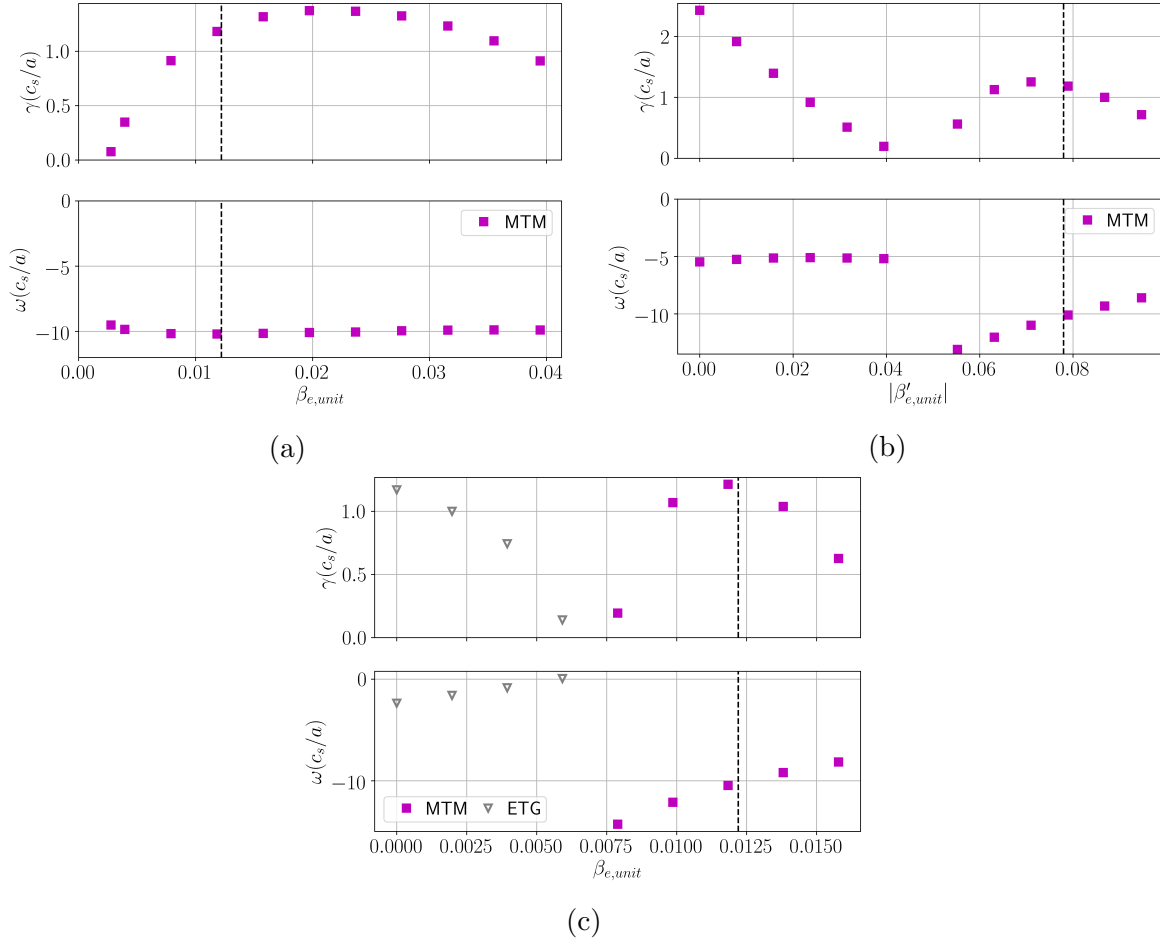 1.0
0.5
0.0
γ(c_s/a)
0
−5
−10
ω(c_s/a)
MTM
0.00 0.01 0.02 0.03 0.04
β_{e,unit}
(a)
2
1
0
γ(c_s/a)
0
−5
−10
ω(c_s/a)
MTM
0.00 0.02 0.04 0.06 0.08
|β′_{e,unit}|
(b)
1.0
0.5
0.0
γ(c_s/a)
0
−10
ω(c_s/a)
MTM ETG
0.0000 0.0025 0.0050 0.0075 0.0100 0.0125 0.0150
β_{e,unit}
(c)